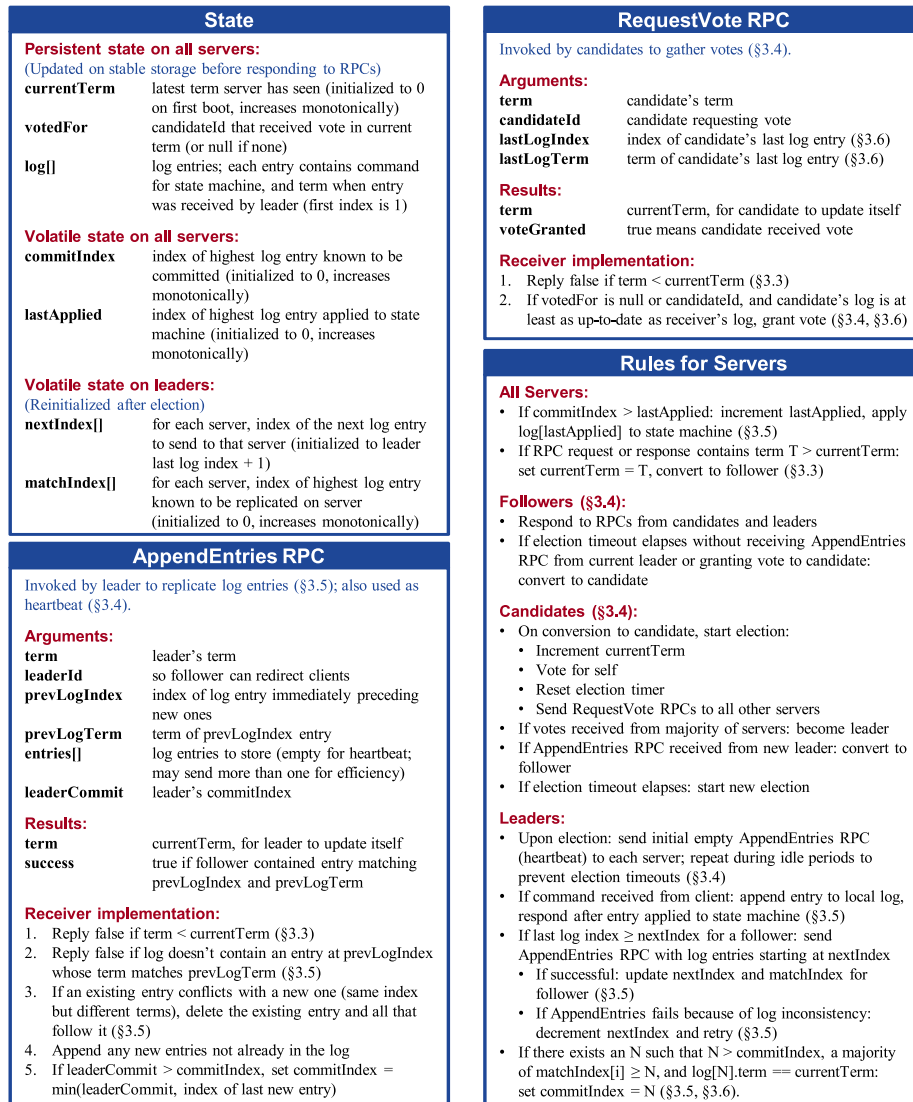 State
Persistent state on all servers:
(Updated on stable storage before responding to RPCs)
currentTerm latest term server has seen (initialized to 0
on first boot, increases monotonically)
votedFor candidateId that received vote in current
term (or null if none)
log[] log entries; each entry contains command
for state machine, and term when entry
was received by leader (first index is 1)
Volatile state on all servers:
commitIndex index of highest log entry known to be
committed (initialized to 0, increases
monotonically)
lastApplied index of highest log entry applied to state
machine (initialized to 0, increases
monotonically)
Volatile state on leaders:
(Reinitialized after election)
nextIndex[] for each server, index of the next log entry
to send to that server (initialized to leader
last log index + 1)
matchIndex[] for each server, index of highest log entry
known to be replicated on server
(initialized to 0, increases monotonically)
AppendEntries RPC
Invoked by leader to replicate log entries (§3.5); also used as
heartbeat (§3.4).
Arguments:
term leader's term
leaderId so follower can redirect clients
prevLogIndex index of log entry immediately preceding
new ones
prevLogTerm term of prevLogIndex entry
entries[] log entries to store (empty for heartbeat;
may send more than one for efficiency)
leaderCommit leader's commitIndex
Results:
term currentTerm, for leader to update itself
success true if follower contained entry matching
prevLogIndex and prevLogTerm
Receiver implementation:
1. Reply false if term < currentTerm (§3.3)
2. Reply false if log doesn't contain an entry at prevLogIndex
whose term matches prevLogTerm (§3.5)
3. If an existing entry conflicts with a new one (same index
but different terms), delete the existing entry and all that
follow it (§3.5)
4. Append any new entries not already in the log
5. If leaderCommit > commitIndex, set commitIndex =
min(leaderCommit, index of last new entry)
RequestVote RPC
Invoked by candidates to gather votes (§3.4).
Arguments:
term candidate's term
candidateId candidate requesting vote
lastLogIndex index of candidate's last log entry (§3.6)
lastLogTerm term of candidate's last log entry (§3.6)
Results:
term currentTerm, for candidate to update itself
voteGranted true means candidate received vote
Receiver implementation:
1. Reply false if term < currentTerm (§3.3)
2. If votedFor is null or candidateId, and candidate's log is at
least as up-to-date as receiver's log, grant vote (§3.4, §3.6)
Rules for Servers
All Servers:
• If commitIndex > lastApplied: increment lastApplied, apply
log[lastApplied] to state machine (§3.5)
• If RPC request or response contains term T > currentTerm:
set currentTerm = T, convert to follower (§3.3)
Followers (§3.4):
• Respond to RPCs from candidates and leaders
• If election timeout elapses without receiving AppendEntries
RPC from current leader or granting vote to candidate:
convert to candidate
Candidates (§3.4):
• On conversion to candidate, start election:
• Increment currentTerm
• Vote for self
• Reset election timer
• Send RequestVote RPCs to all other servers
• If votes received from majority of servers: become leader
• If AppendEntries RPC received from new leader: convert to
follower
• If election timeout elapses: start new election
Leaders:
• Upon election: send initial empty AppendEntries RPC
(heartbeat) to each server; repeat during idle periods to
prevent election timeouts (§3.4)
• If command received from client: append entry to local log,
respond after entry applied to state machine (§3.5)
• If last log index ≥ nextIndex for a follower: send
AppendEntries RPC with log entries starting at nextIndex
• If successful: update nextIndex and matchIndex for
follower (§3.5)
• If AppendEntries fails because of log inconsistency:
decrement nextIndex and retry (§3.5)
• If there exists an N such that N > commitIndex, a majority
of matchIndex[i] ≥ N, and log[N].term == currentTerm:
set commitIndex = N (§3.5, §3.6).